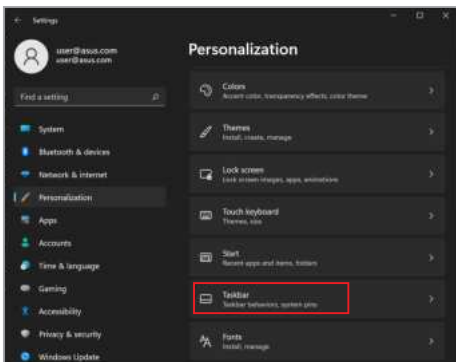 Settings
user@asus.com
user@asus.com
Find a setting
System
Bluetooth & devices
Network & internet
Personalization
Apps
Accounts
Time & language
Gaming
Accessibility
Privacy & security
Windows Update
Personalization
Colors
Accent color, transparency effects, color theme
Themes
Install, create, manage
Lock screen
Lock screen images, apps, animations
Touch keyboard
Themes, size
Start
Recent apps and items, folders
Taskbar
Taskbar behaviors, system pins
Fonts
Install, manage